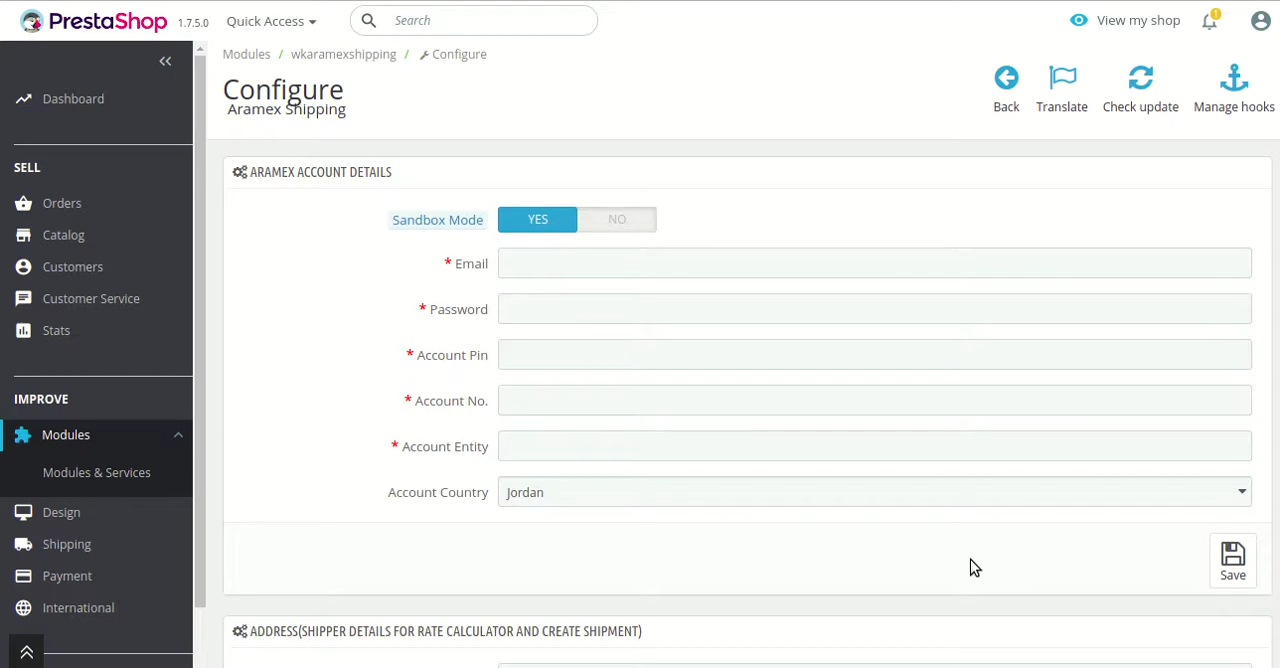 PrestaShop 1.7.5.0 Quick Access Search View my shop 1
Modules / wkaramexshipping / Configure
Configure
Aramex Shipping
Back Translate Check update Manage hooks
Dashboard
SELL
Orders
Catalog
Customers
Customer Service
Stats
IMPROVE
Modules
Modules & Services
Design
Shipping
Payment
International
ARAMEX ACCOUNT DETAILS
Sandbox Mode YES NO
* Email
* Password
* Account Pin
* Account No.
* Account Entity
Account Country Jordan
Save
ADDRESS(SHIPPER DETAILS FOR RATE CALCULATOR AND CREATE SHIPMENT)